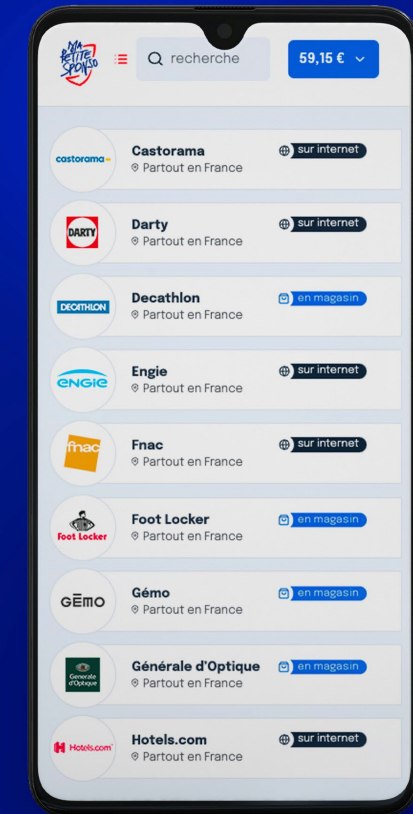 MA
PETITE
SPONSO
recherche
59,15 €
castorama
Castorama
sur internet
Partout en France
DARTY
Darty
sur internet
Partout en France
DECATHLON
Decathlon
en magasin
Partout en France
ENGIE
Engie
sur internet
Partout en France
fnac
Fnac
sur internet
Partout en France
Foot Locker
Foot Locker
en magasin
Partout en France
GĒMO
Gémo
en magasin
Partout en France
Générale
d'Optique
Générale d'Optique
en magasin
Partout en France
Hotels.com
Hotels.com
sur internet
Partout en France